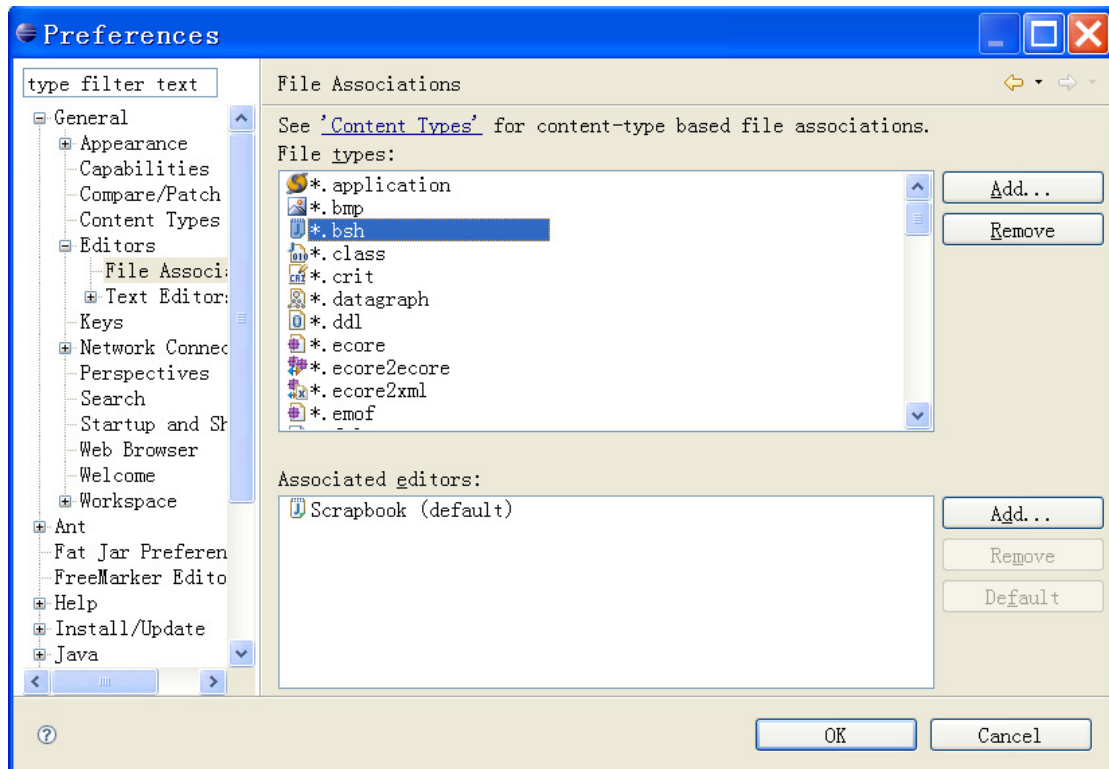 Preferences
type filter text
General
Appearance
Capabilities
Compare/Patch
Content Types
Editors
File Associ
Text Editor
Keys
Network Connec
Perspectives
Search
Startup and Sh
Web Browser
Welcome
Workspace
Ant
Fat Jar Preferen
FreeMarker Edito
Help
Install/Update
Java
File Associations
See 'Content Types' for content-type based file associations.
File types:
*.application
*.bmp
*.bsh
*.class
*.crit
*.datagraph
*.ddl
*.ecore
*.ecore2ecore
*.ecore2xml
*.emof
Add...
Remove
Associated editors:
Scrapbook (default)
Add...
Remove
Default
OK
Cancel